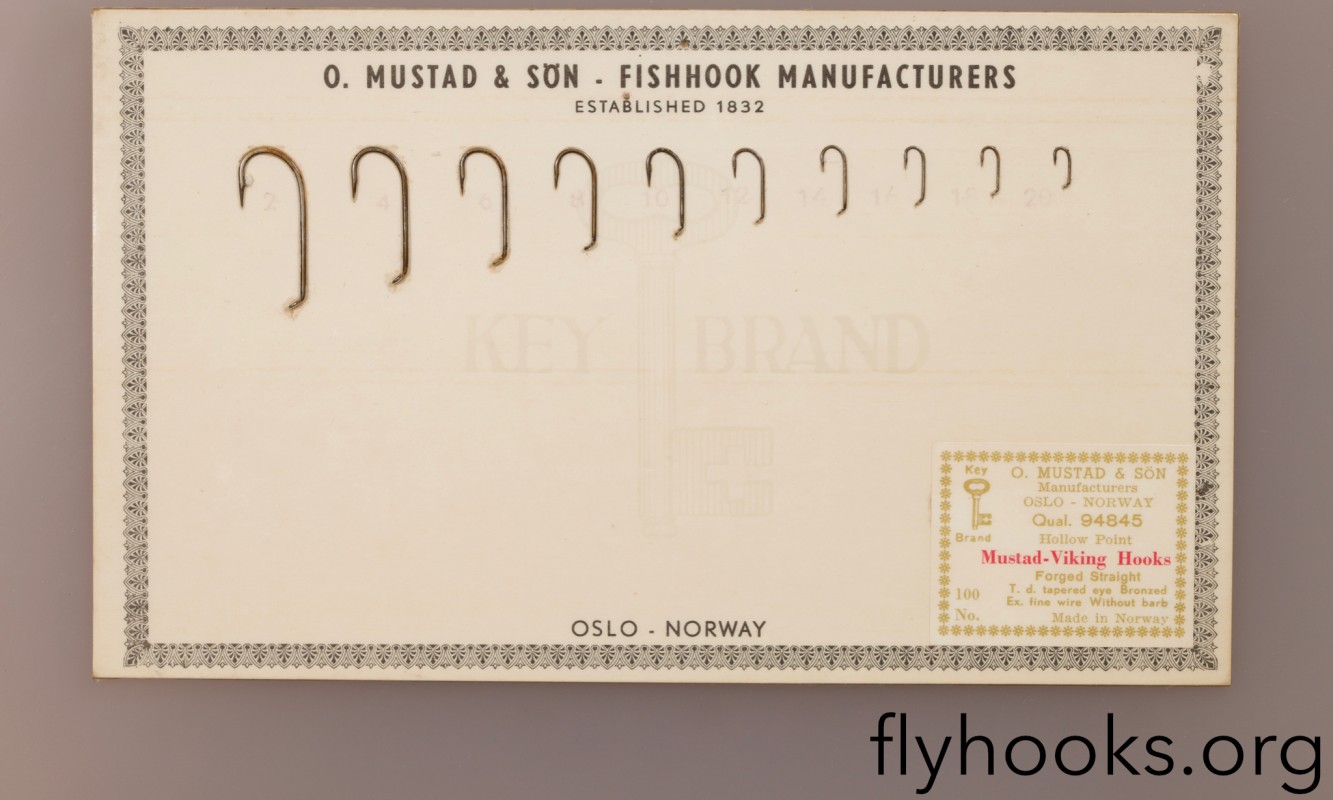 O. MUSTAD & SÖN - FISHHOOK MANUFACTURERS
ESTABLISHED 1832
2 4 6 8 10 12 14 16 18 20
KEY BRAND
Key
Brand
O. MUSTAD & SÖN
Manufacturers
OSLO - NORWAY
Qual. 94845
Hollow Point
Mustad-Viking Hooks
Forged Straight
T. d. tapered eye Bronzed
Ex. fine wire Without barb
100
No.
Made in Norway
OSLO - NORWAY
flyhooks.org